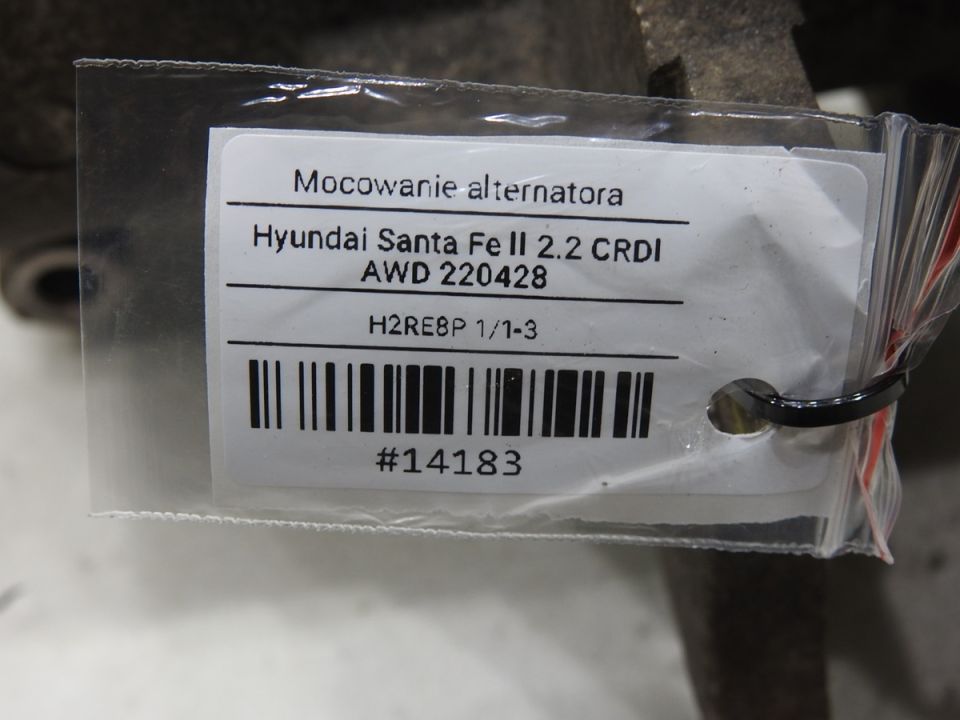 Mocowanie alternatora
Hyundai Santa Fe II 2.2 CRDI
AWD 220428
H2RE8P 1/1-3
#14183